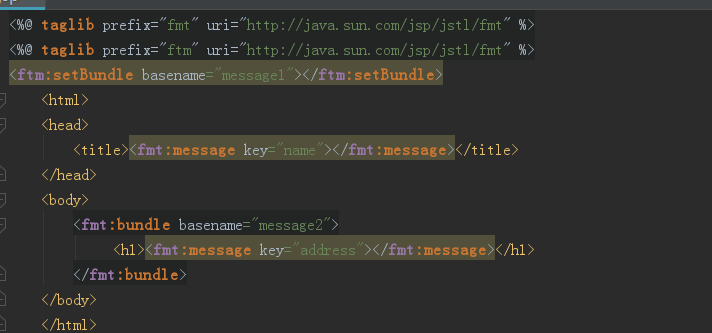 <%@ taglib prefix="fmt" uri="http://java.sun.com/jsp/jstl/fmt" %>
<%@ taglib prefix="ftm" uri="http://java.sun.com/jsp/jstl/fmt" %>
<ftm:setBundle basename="message1"></ftm:setBundle>
<html>
<head>
<title><fmt:message key="name"></fmt:message></title>
</head>
<body>
<fmt:bundle basename="message2">
<h1><fmt:message key="address"></fmt:message></h1>
</fmt:bundle>
</body>
</html>